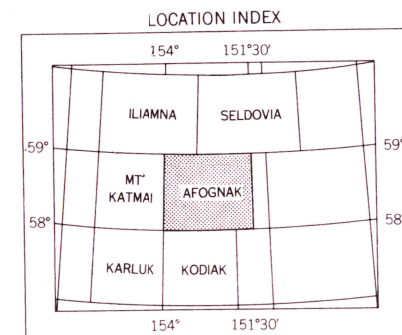 LOCATION INDEX
154° 151°30'
ILIAMNA SELDOVIA
59° 59°
MT'
KATMAI AFOGNAK
58° 58
KARLUK KODIAK
154° 151°30'